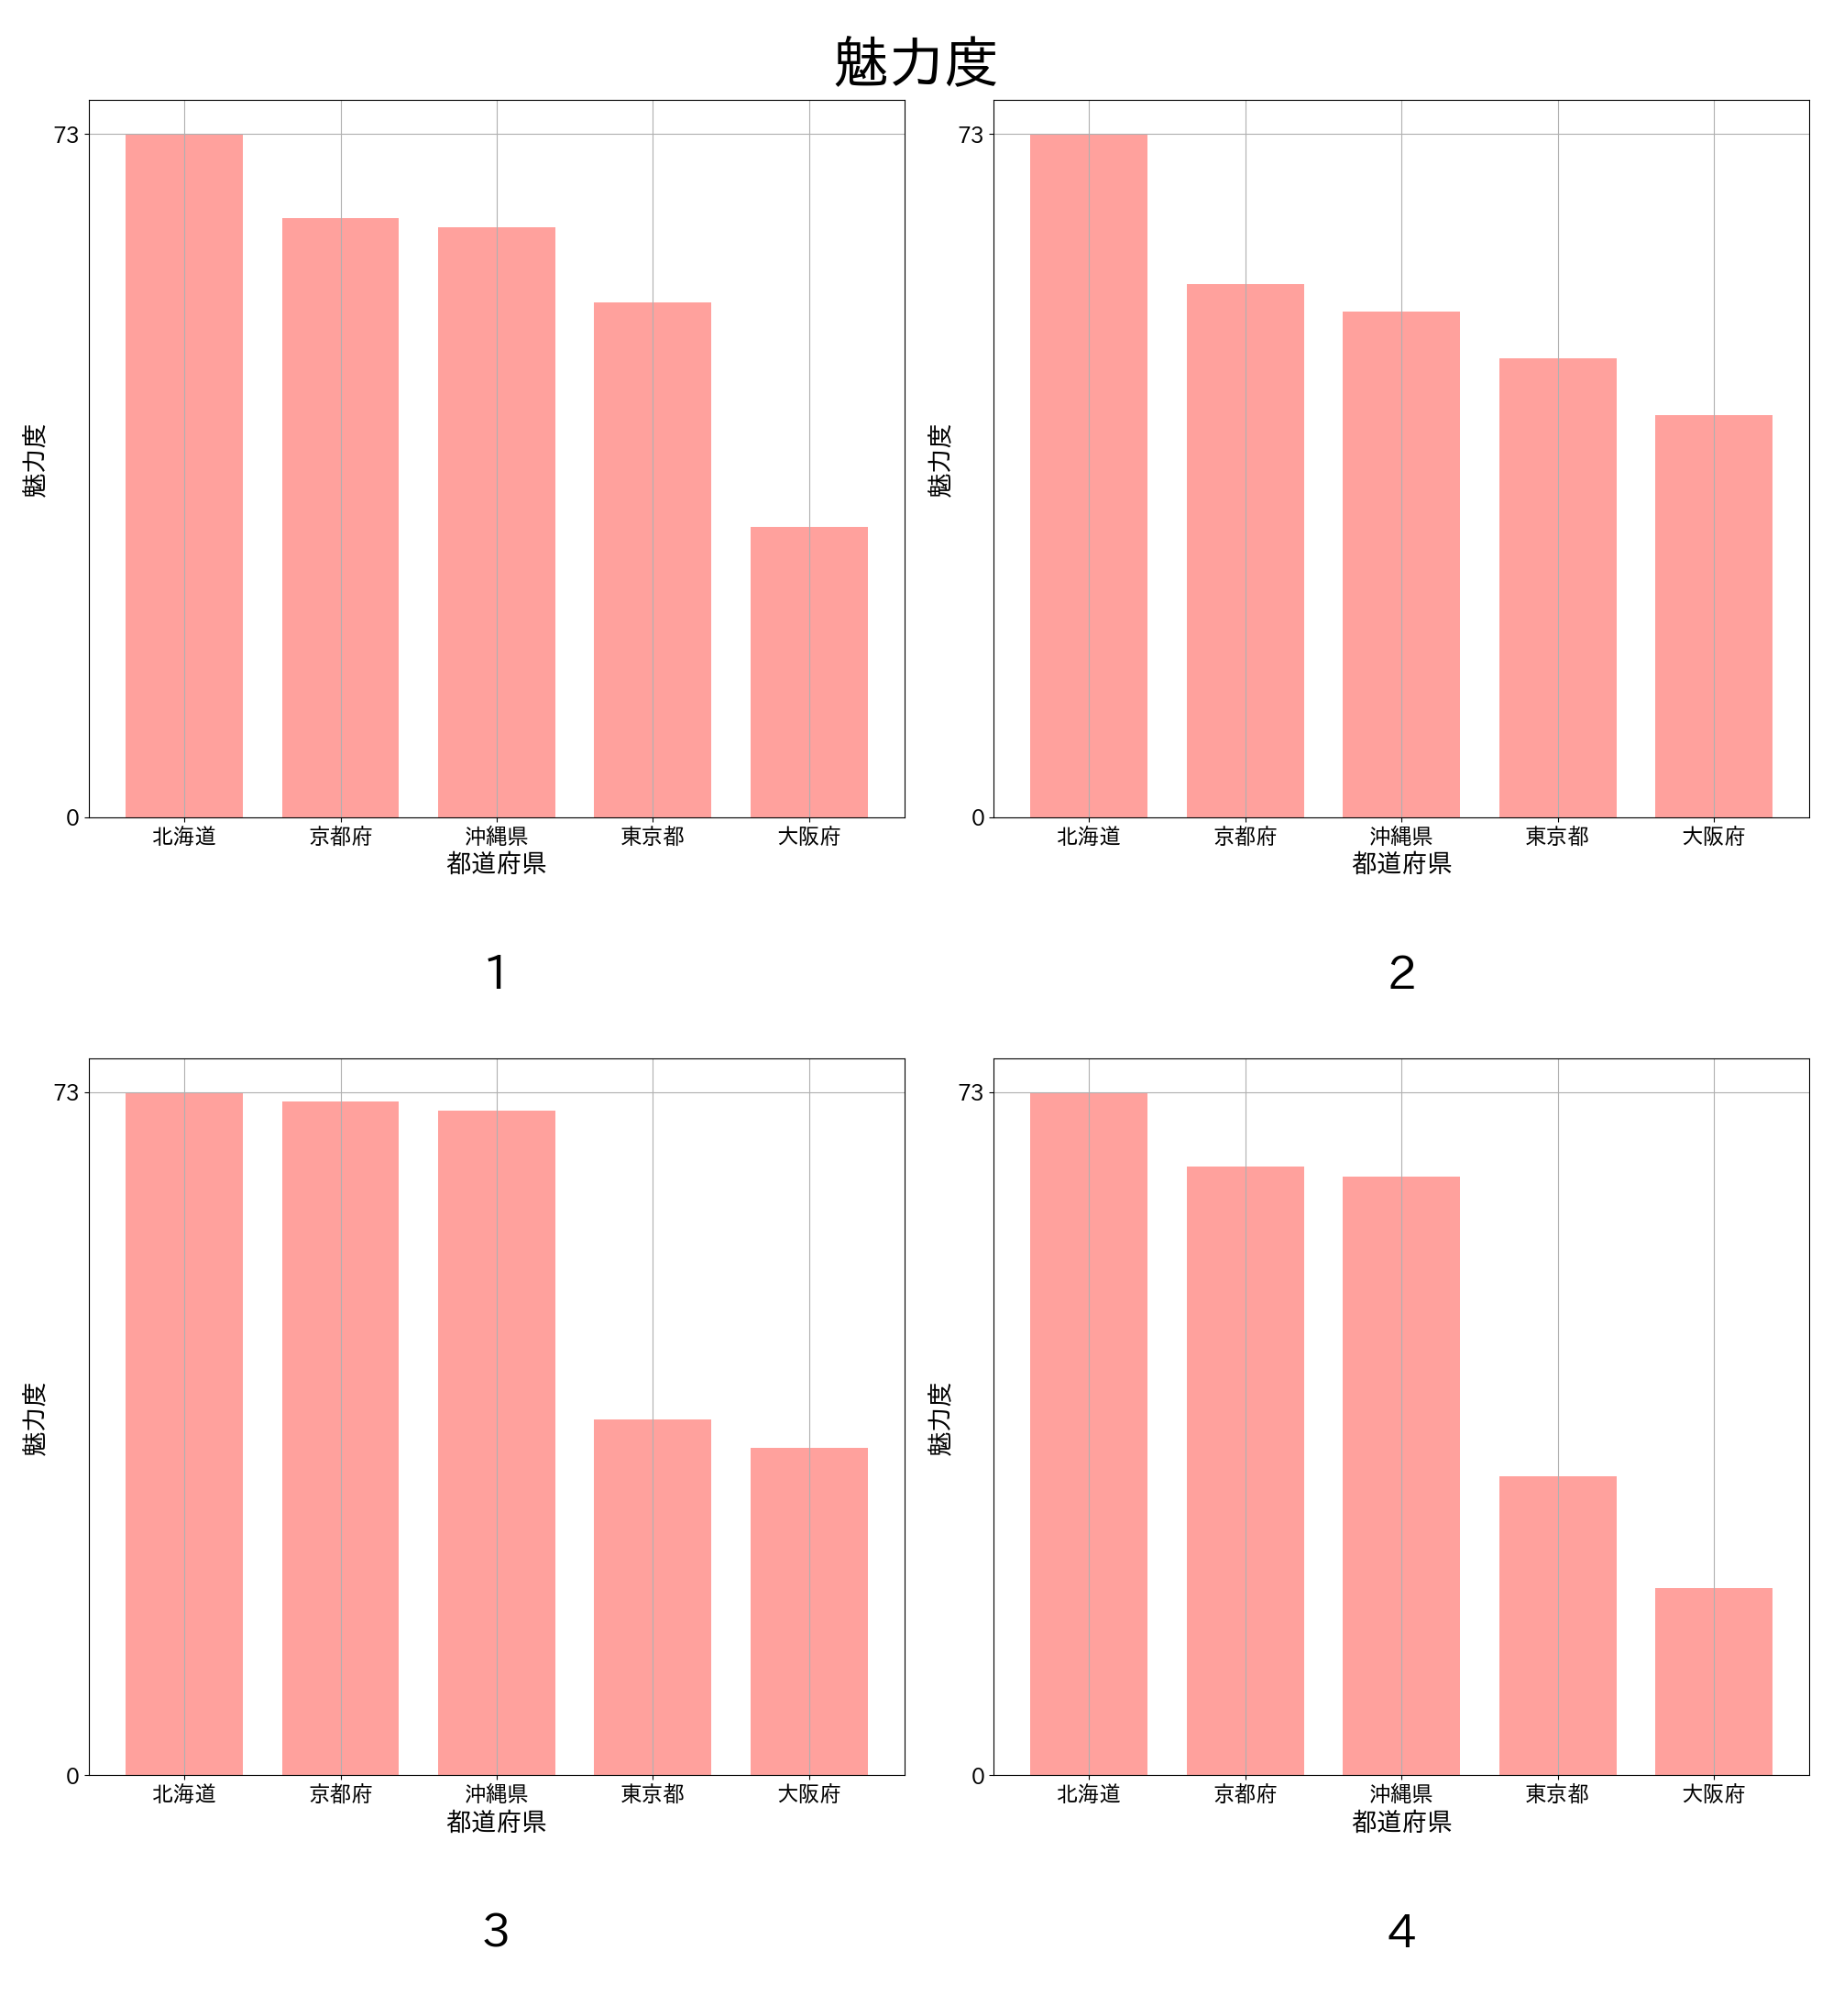 魅力度
73
0
魅力度
北海道 京都府 沖縄県 東京都 大阪府
都道府県
1
73
0
魅力度
北海道 京都府 沖縄県 東京都 大阪府
都道府県
2
73
0
魅力度
北海道 京都府 沖縄県 東京都 大阪府
都道府県
3
73
0
魅力度
北海道 京都府 沖縄県 東京都 大阪府
都道府県
4